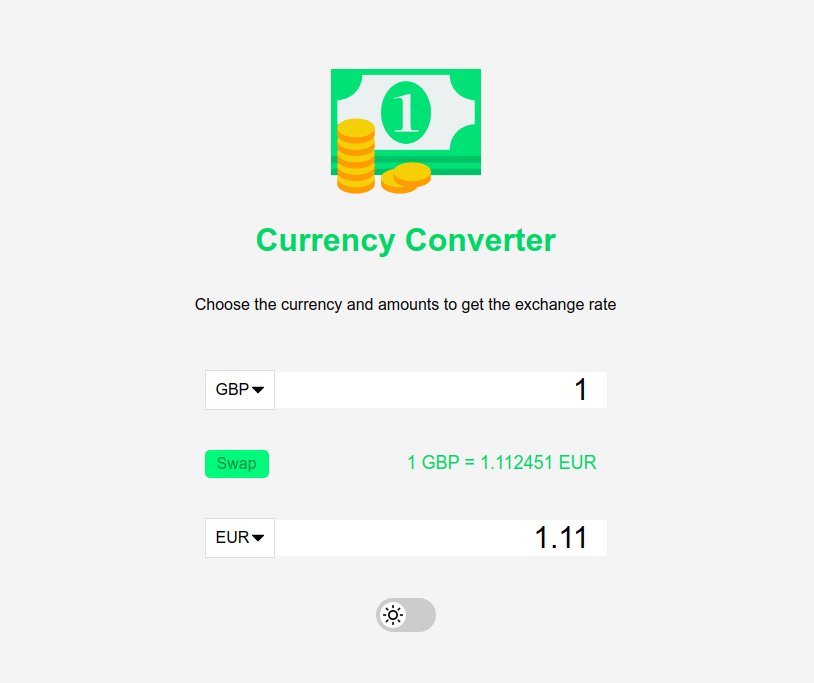 1
Currency Converter
Choose the currency and amounts to get the exchange rate
GBP 1
Swap 1 GBP = 1.112451 EUR
EUR 1.11